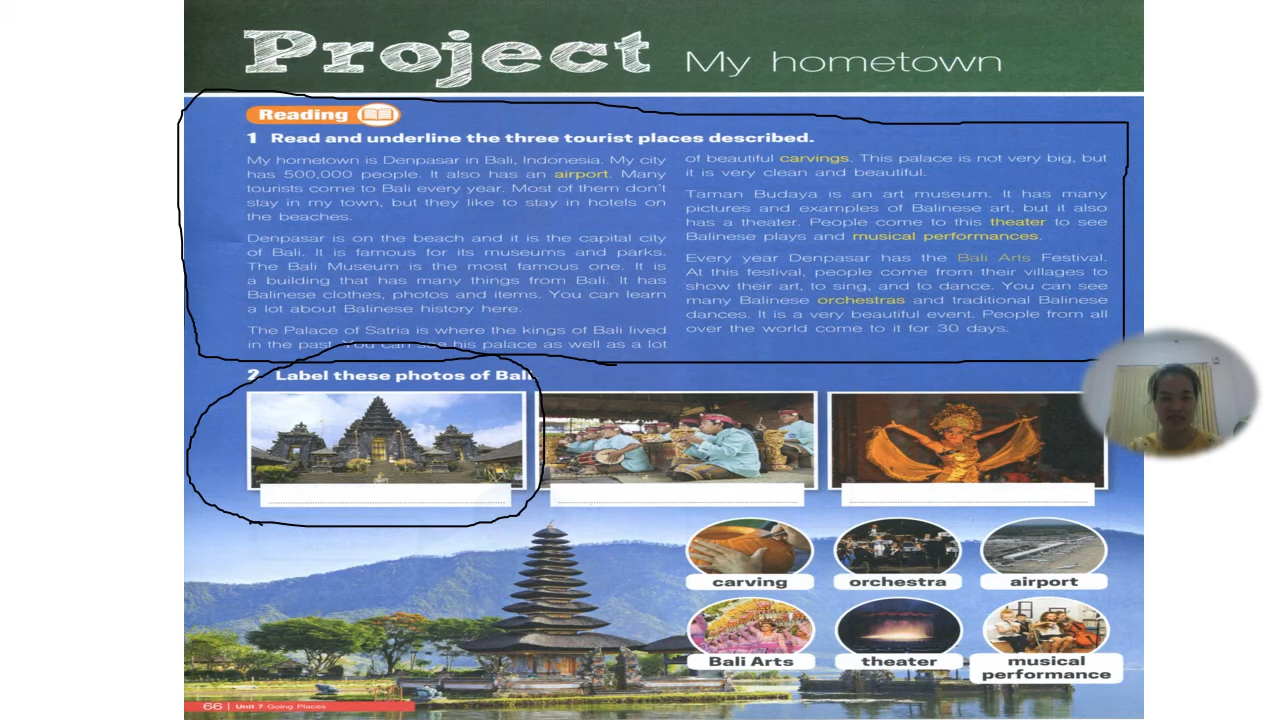 Project My hometown
Reading
1 Read and underline the three tourist places described.
My hometown is Denpasar in Bali, Indonesia. My city
has 500,000 people. It also has an airport. Many
tourists come to Bali every year. Most of them don't
stay in my town, but they like to stay in hotels on
the beaches.
Denpasar is on the beach and it is the capital city
of Bali. It is famous for its museums and parks.
The Bali Museum is the most famous one. It is
a building that has many things from Bali. It has
Balinese clothes, photos and items. You can learn
a lot about Balinese history here.
The Palace of Satria is where the kings of Bali lived
in the past. You can see his palace as well as a lot
of beautiful carvings. This palace is not very big, but
it is very clean and beautiful.
Taman Budaya is an art museum. It has many
pictures and examples of Balinese art, but it also
has a theater. People come to this theater to see
Balinese plays and musical performances.
Every year Denpasar has the Bali Arts Festival.
At this festival, people come from their villages to
show their art, to sing, and to dance. You can see
many Balinese orchestras and traditional Balinese
dances. It is a very beautiful event. People from all
over the world come to it for 30 days.
2 Label these photos of Bali.
carving
orchestra
airport
Bali Arts
theater
musical
performance
66 | Unit 7 Going Places